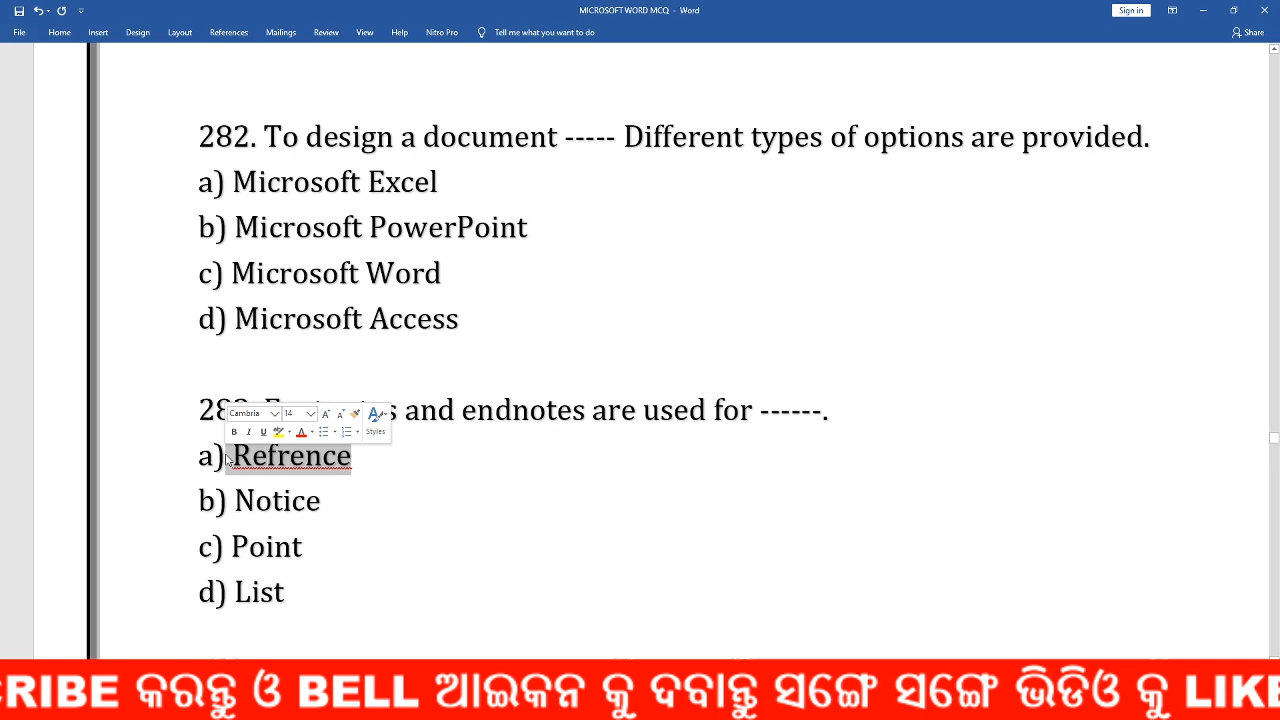 MICROSOFT WORD MCQ - Word
Sign in
File Home Insert Design Layout References Mailings Review View Help Nitro Pro Tell me what you want to do Share
282. To design a document ----- Different types of options are provided.
a) Microsoft Excel
b) Microsoft PowerPoint
c) Microsoft Word
d) Microsoft Access
and endnotes are used for ------.
Cambria 14
B I U ab A Styles
a) Refrence
b) Notice
c) Point
d) List
CRIBE କରନ୍ତୁ ଓ BELL ଆଇକନ କୁ ଦବାନ୍ତୁ ସଙ୍ଗେ ସଙ୍ଗେ ଭିଡିଓ କୁ LIKE